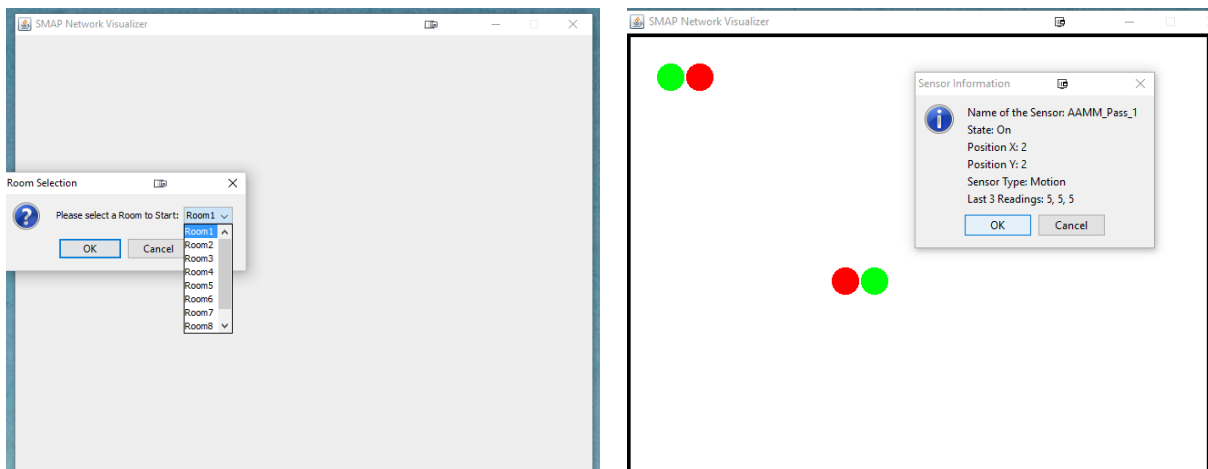 SMAP Network Visualizer
Room Selection
Please select a Room to Start: Room1
Room1
Room2
Room3
Room4
Room5
Room6
Room7
Room8
OK Cancel
SMAP Network Visualizer
Sensor Information
Name of the Sensor: AAMM_Pass_1
State: On
Position X: 2
Position Y: 2
Sensor Type: Motion
Last 3 Readings: 5, 5, 5
OK Cancel